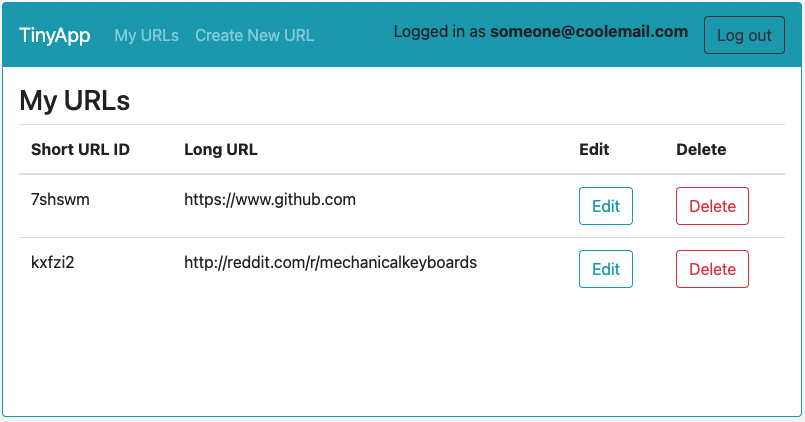 TinyApp My URLs Create New URL Logged in as someone@coolemail.com Log out
My URLs
Short URL ID Long URL Edit Delete
7shswm https://www.github.com Edit Delete
kxfzi2 http://reddit.com/r/mechanicalkeyboards Edit Delete